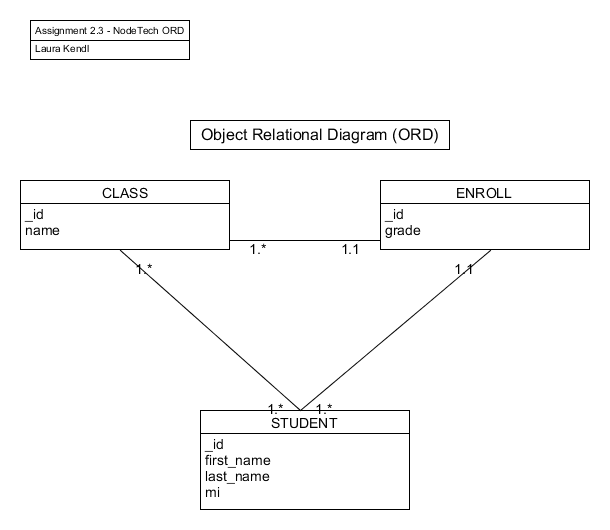 Assignment 2.3 - NodeTech ORD
Laura Kendl
Object Relational Diagram (ORD)
CLASS
_id
name
ENROLL
_id
grade
1.*
1.1
1.*
1.1
1.*
1.*
STUDENT
_id
first_name
last_name
mi